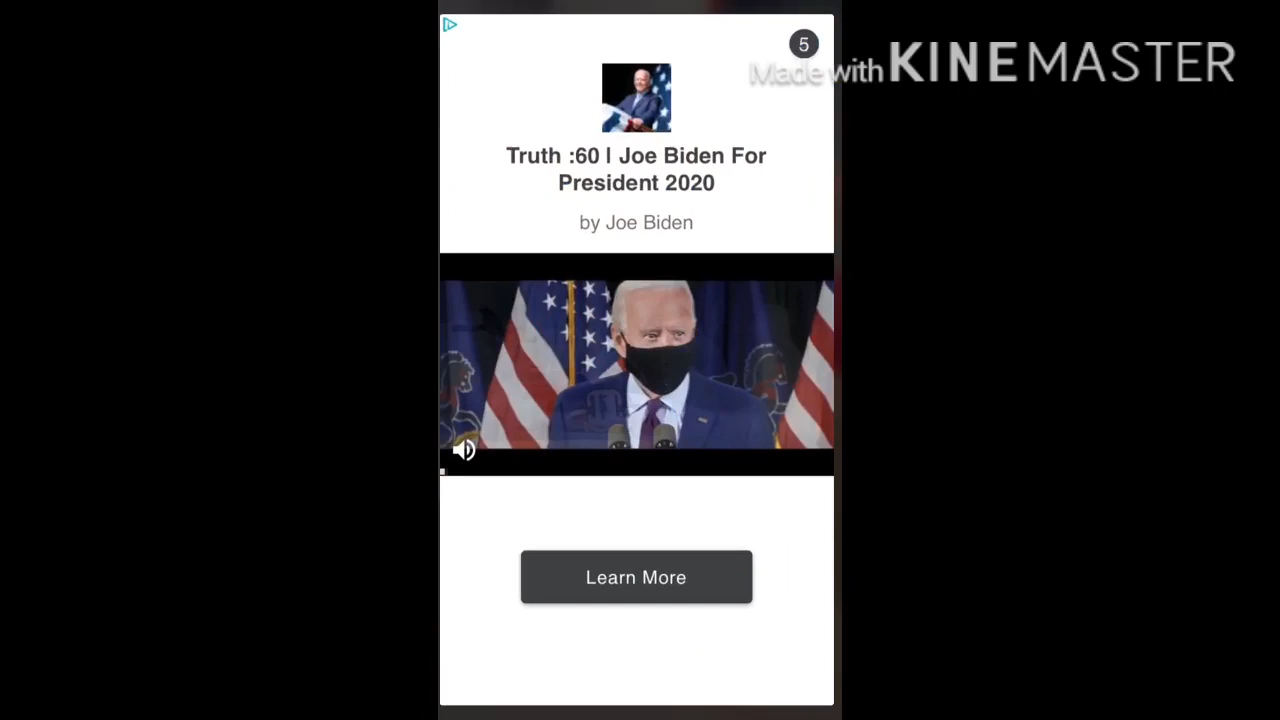 5
Made with KINEMASTER
Truth :60 | Joe Biden For
President 2020
by Joe Biden
Learn More